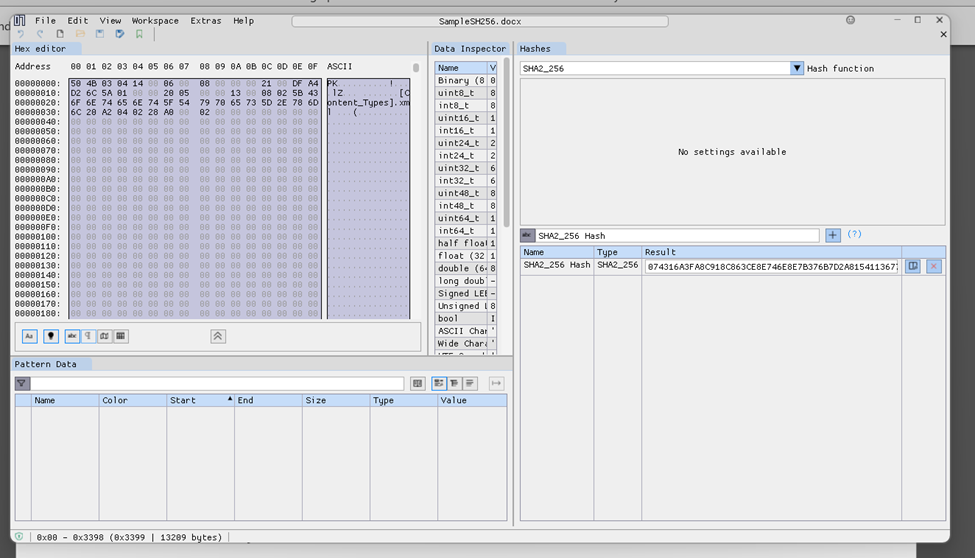 File Edit View Workspace Extras Help SampleSH256.docx
Hex editor
Address 00 01 02 03 04 05 06 07 08 09 0A 0B 0C 0D 0E 0F ASCII
00000000: 50 4B 03 04 14 00 06 00 08 00 00 00 21 00 DF A4 PK..........!...
00000010: D2 6C 5A 01 00 00 20 05 00 00 13 00 08 02 5B 43 .lZ... .......[C
00000020: 6F 6E 74 65 6E 74 5F 54 79 70 65 73 5D 2E 78 6D ontent_Types].xm
00000030: 6C 20 A2 04 02 28 A0 00 02 00 00 00 00 00 00 00 l ...(..........
00000040: 00 00 00 00 00 00 00 00 00 00 00 00 00 00 00 00 ................
00000050: 00 00 00 00 00 00 00 00 00 00 00 00 00 00 00 00 ................
00000060: 00 00 00 00 00 00 00 00 00 00 00 00 00 00 00 00 ................
00000070: 00 00 00 00 00 00 00 00 00 00 00 00 00 00 00 00 ................
00000080: 00 00 00 00 00 00 00 00 00 00 00 00 00 00 00 00 ................
00000090: 00 00 00 00 00 00 00 00 00 00 00 00 00 00 00 00 ................
000000A0: 00 00 00 00 00 00 00 00 00 00 00 00 00 00 00 00 ................
000000B0: 00 00 00 00 00 00 00 00 00 00 00 00 00 00 00 00 ................
000000C0: 00 00 00 00 00 00 00 00 00 00 00 00 00 00 00 00 ................
000000D0: 00 00 00 00 00 00 00 00 00 00 00 00 00 00 00 00 ................
000000E0: 00 00 00 00 00 00 00 00 00 00 00 00 00 00 00 00 ................
000000F0: 00 00 00 00 00 00 00 00 00 00 00 00 00 00 00 00 ................
00000100: 00 00 00 00 00 00 00 00 00 00 00 00 00 00 00 00 ................
00000110: 00 00 00 00 00 00 00 00 00 00 00 00 00 00 00 00 ................
00000120: 00 00 00 00 00 00 00 00 00 00 00 00 00 00 00 00 ................
00000130: 00 00 00 00 00 00 00 00 00 00 00 00 00 00 00 00 ................
00000140: 00 00 00 00 00 00 00 00 00 00 00 00 00 00 00 00 ................
00000150: 00 00 00 00 00 00 00 00 00 00 00 00 00 00 00 00 ................
00000160: 00 00 00 00 00 00 00 00 00 00 00 00 00 00 00 00 ................
00000170: 00 00 00 00 00 00 00 00 00 00 00 00 00 00 00 00 ................
00000180: 00 00 00 00 00 00 00 00 00 00 00 00 00 00 00 00 ................
Aa abc
Data Inspector
Name V
Binary (8 0
uint8_t 8
int8_t 8
uint16_t 1
int16_t 1
uint24_t 2
int24_t 2
uint32_t 6
int32_t 6
uint48_t 8
int48_t 8
uint64_t 1
int64_t 1
half floa 1
float (32 1
double (64 8
long doub -
Signed LEB -
Unsigned L 8
bool I
ASCII Char '
Wide Chara '
Hashes
SHA2_256 Hash function
No settings available
abc SHA2_256 Hash + (?)
Name Type Result
SHA2_256 Hash SHA2_256 074316A3FA8C918C863CE8E746E8E7B376B7D2A8154113677
Pattern Data
Name Color Start End Size Type Value
0x00 - 0x3398 (0x3399 | 13209 bytes)